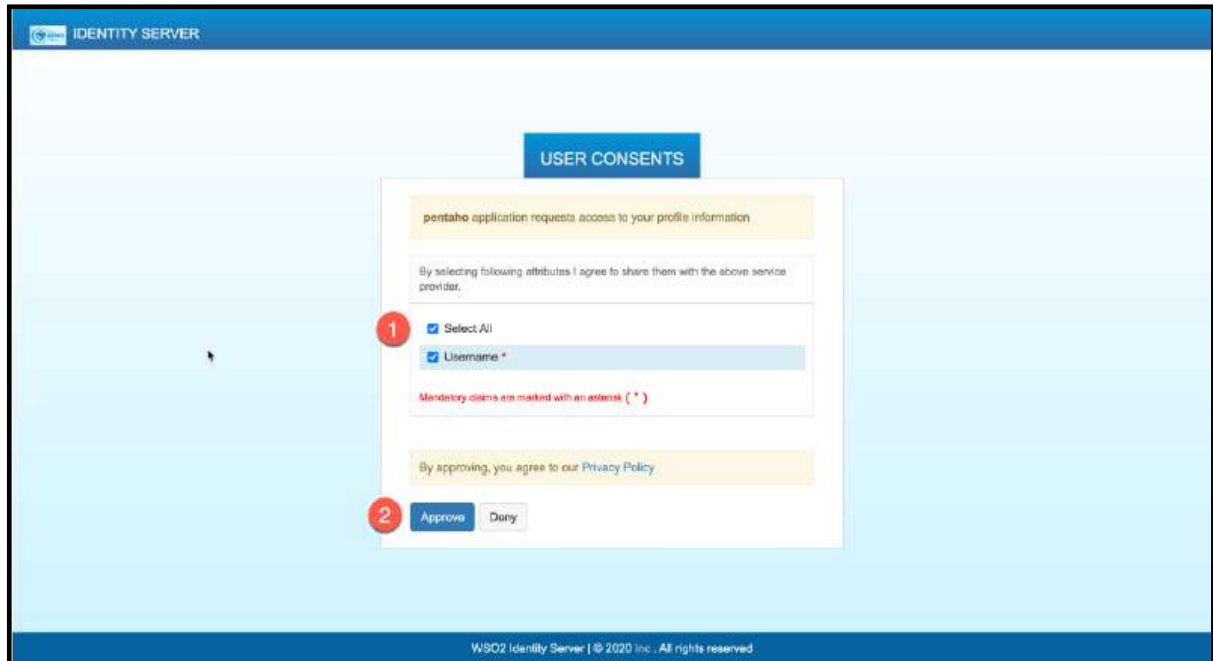 IDENTITY SERVER
USER CONSENTS
pentaho application requests access to your profile information
By selecting following attributes I agree to share them with the above service
provider.
1
Select All
Username *
Mandatory claims are marked with an asterisk ( * )
By approving, you agree to our Privacy Policy
2
Approve
Deny
WSO2 Identity Server | © 2020 Inc . All rights reserved